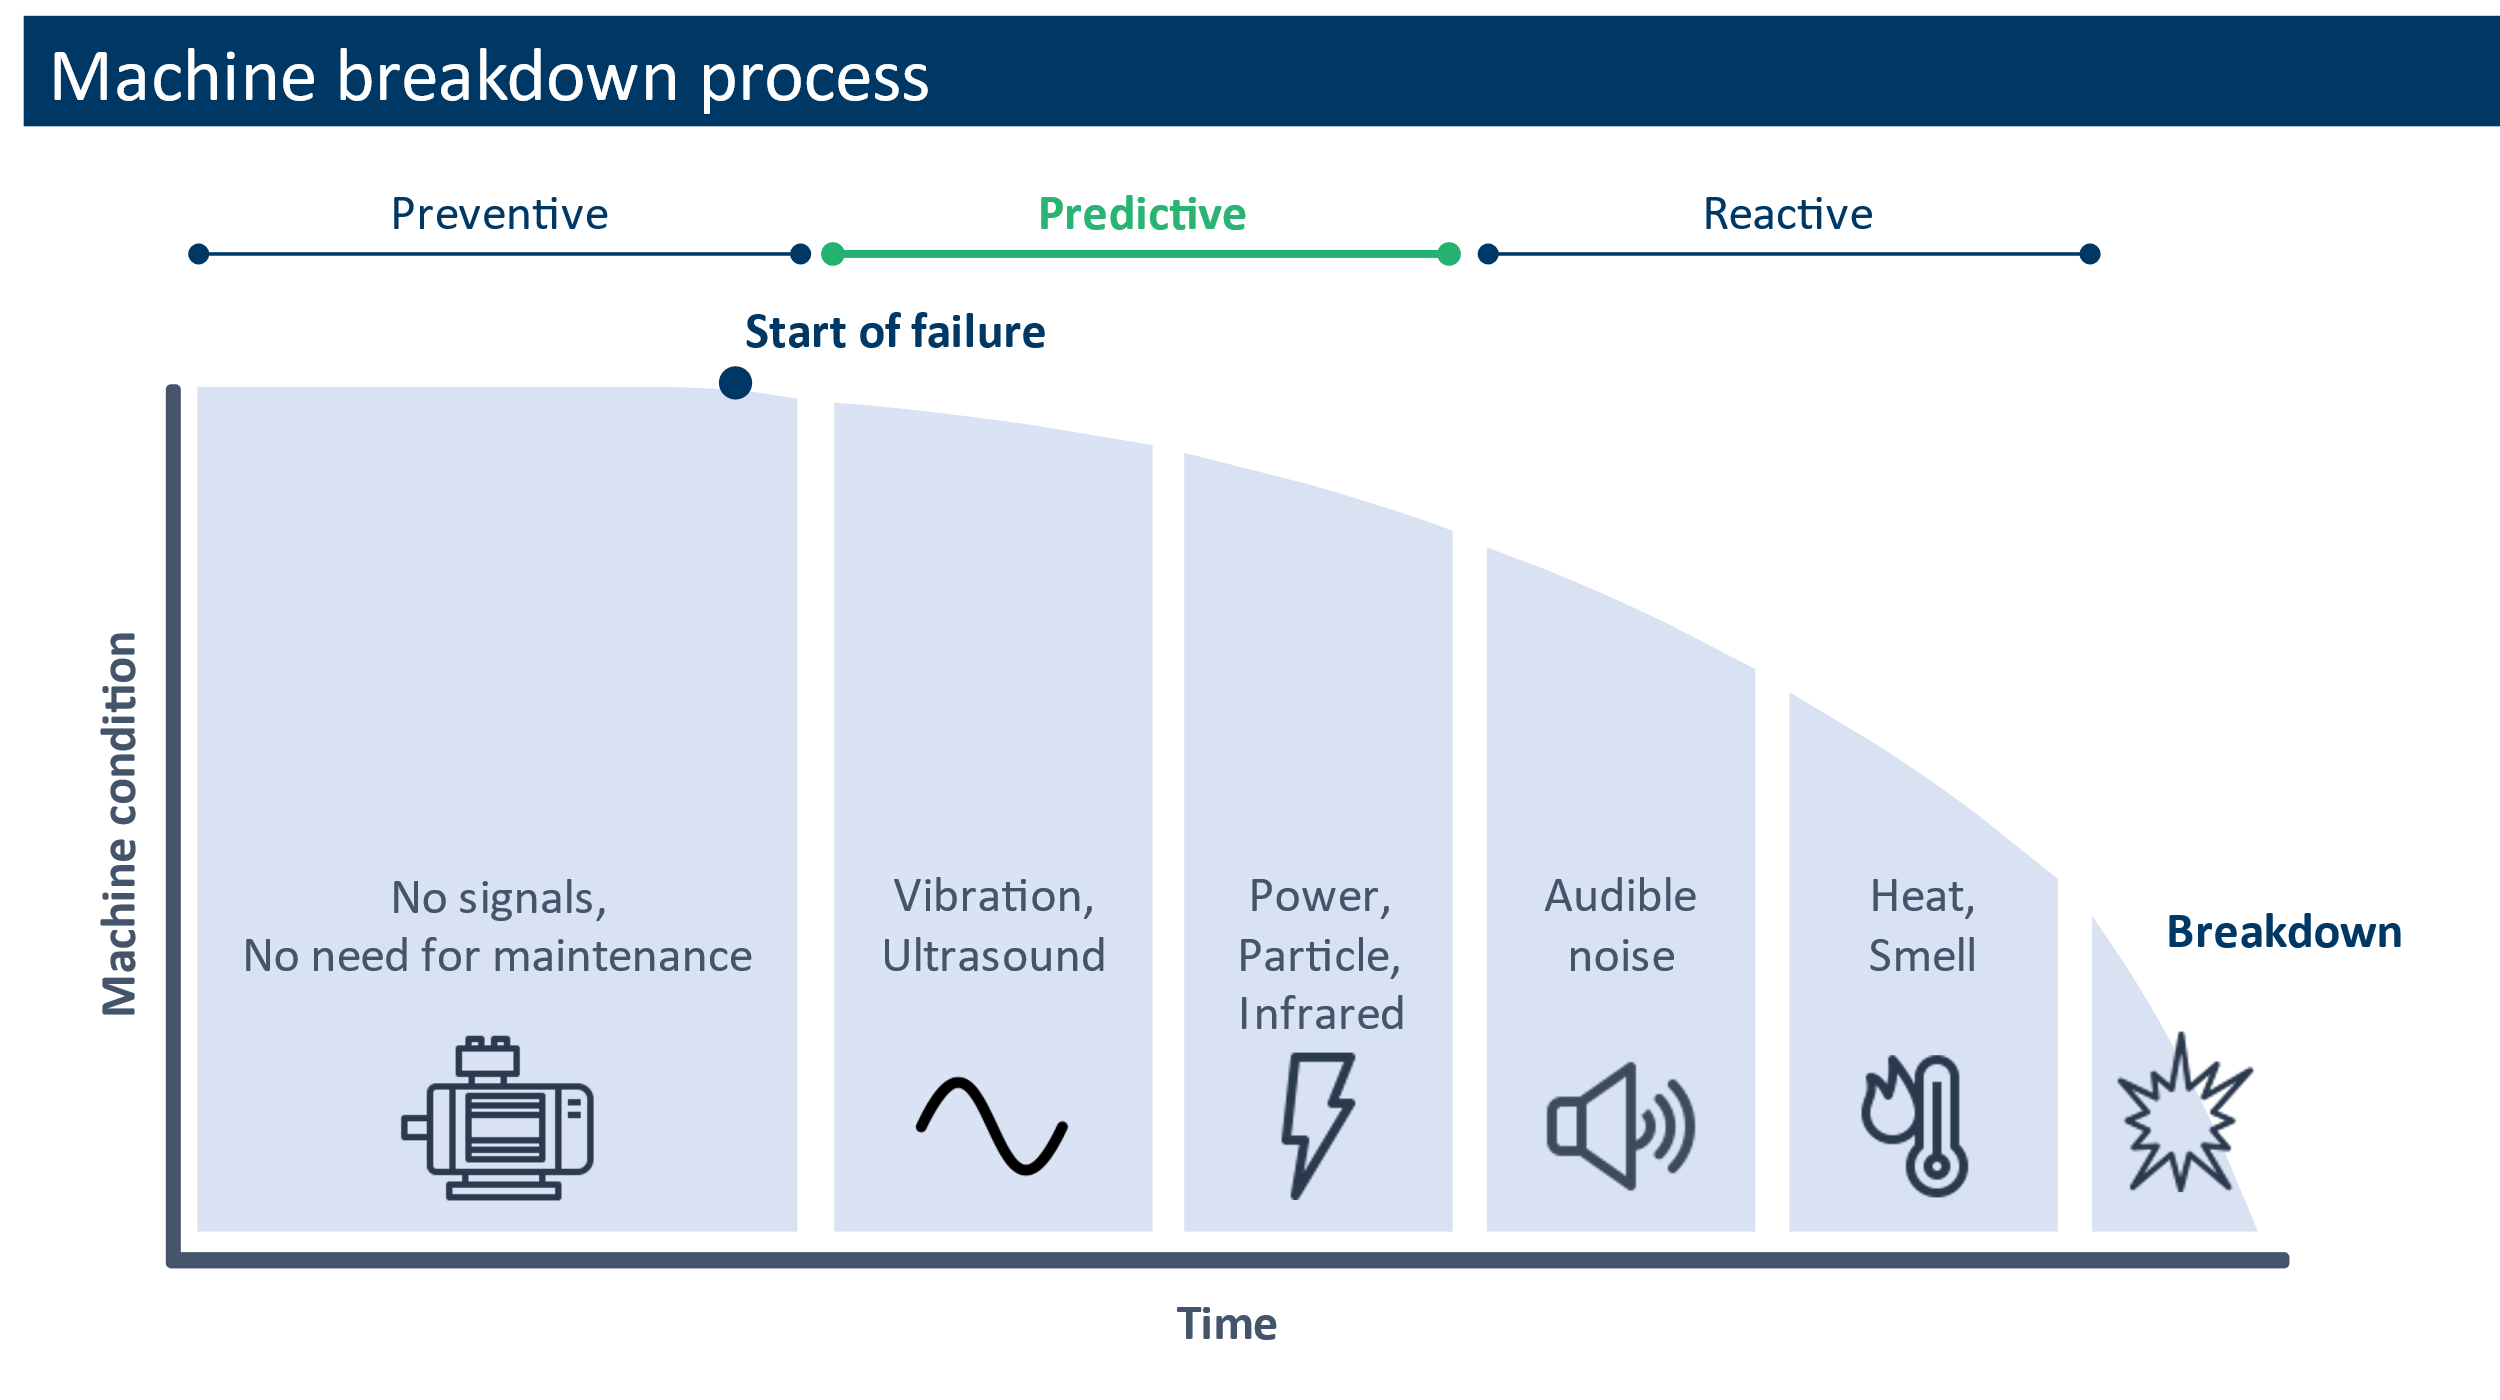 Machine breakdown process
Preventive
Predictive
Reactive
Start of failure
Machine condition
No signals,
No need for maintenance
Vibration,
Ultrasound
Power,
Particle,
Infrared
Audible
noise
Heat,
Smell
Breakdown
Time